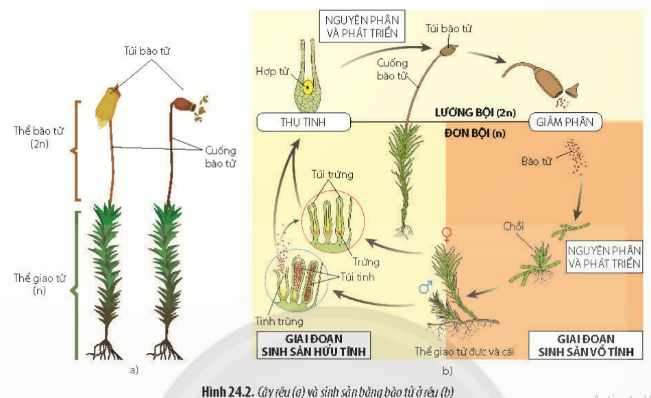 Túi bào tử
Thể bào tử
(2n)
Cuống
bào tử
Thể giao tử
(n)
a)
NGUYÊN PHÂN
VÀ PHÁT TRIỂN
Túi bào tử
Hợp tử
Cuống
bào tử
LƯỠNG BỘI (2n)
THỤ TINH
GIẢM PHÂN
ĐƠN BỘI (n)
Bào tử
Túi trứng
Chồi
NGUYÊN PHÂN
VÀ PHÁT TRIỂN
Trứng
Túi tinh
♀
♂
Tinh trùng
GIAI ĐOẠN
SINH SẢN HỮU TÍNH
Thể giao tử đực và cái
GIAI ĐOẠN
SINH SẢN VÔ TÍNH
b)
Hình 24.2. Cây rêu (a) và sinh sản bằng bào tử ở rêu (b)